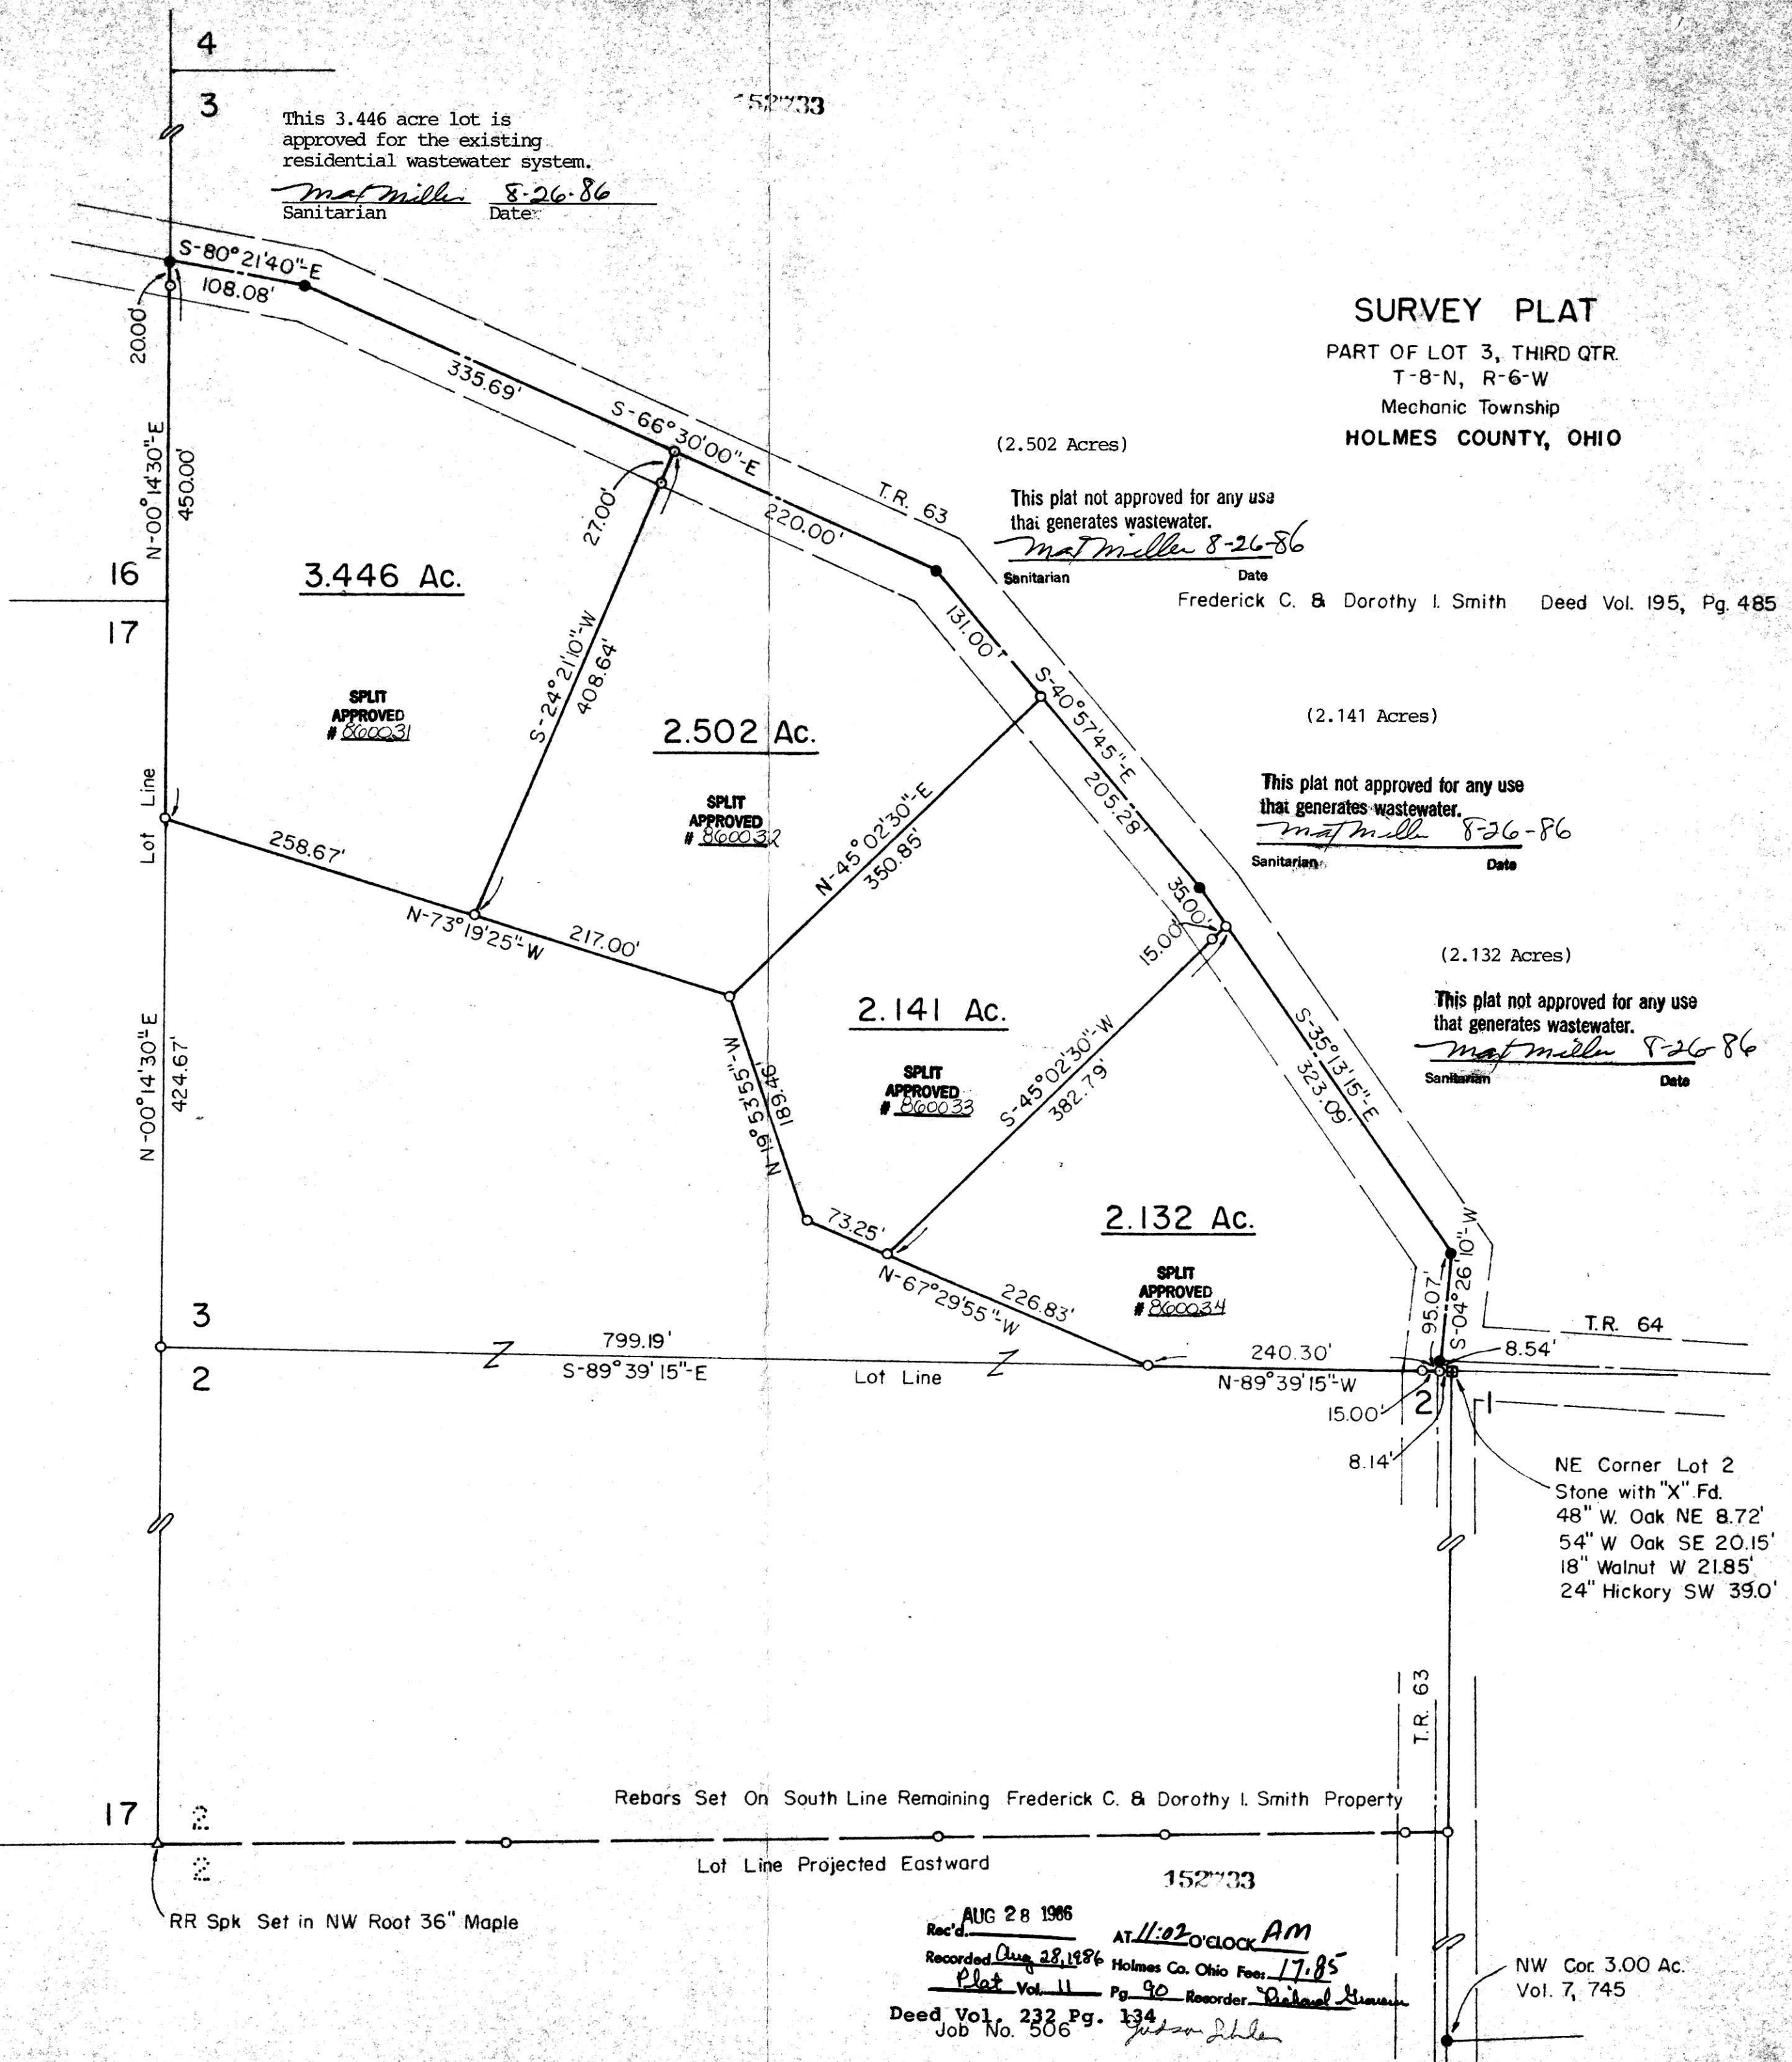 4
3
This 3.446 acre lot is
approved for the existing
residential wastewater system.
Mat Miller 8-26-86
Sanitarian Date
S-80°21'40"-E
108.08'
20.00'
335.69'
S-66°30'00"-E
N-00°14'30"-E
450.00'
27.00'
220.00'
T.R. 63
SURVEY PLAT
PART OF LOT 3, THIRD QTR.
T-8-N, R-6-W
Mechanic Township
HOLMES COUNTY, OHIO
(2.502 Acres)
This plat not approved for any use
that generates wastewater.
Mat Miller 8-26-86
Sanitarian Date
Frederick C. & Dorothy I. Smith Deed Vol. 195, Pg. 485
16
17
3.446 Ac.
S-24°21'10"-W
408.64'
131.00'
S-40°57'45"-E
205.28'
SPLIT
APPROVED
# 860031
2.502 Ac.
SPLIT
APPROVED
# 860032
N-45°02'30"-E
350.85'
(2.141 Acres)
This plat not approved for any use
that generates wastewater.
Mat Miller 8-26-86
Sanitarian Date
Lot Line
258.67'
N-73°19'25"-W
217.00'
35.00'
15.00'
(2.132 Acres)
This plat not approved for any use
that generates wastewater.
Mat Miller 8-26-86
Sanitarian Date
2.141 Ac.
SPLIT
APPROVED
# 860033
N-00°14'30"-E
424.67'
N-19°53'55"-W
189.46'
S-45°02'30"-W
382.79'
S-35°13'15"-E
323.09'
73.25'
N-67°29'55"-W
226.83'
2.132 Ac.
SPLIT
APPROVED
# 860034
95.07'
S-04°26'10"-W
T.R. 64
8.54'
3
2
799.19'
S-89°39'15"-E
Lot Line
240.30'
N-89°39'15"-W
15.00'
2
1
8.14'
NE Corner Lot 2
Stone with "X" Fd.
48" W. Oak NE 8.72'
54" W Oak SE 20.15'
18" Walnut W 21.85'
24" Hickory SW 39.0'
T.R. 63
Rebars Set On South Line Remaining Frederick C. & Dorothy I. Smith Property
17
2
2
Lot Line Projected Eastward
RR Spk Set in NW Root 36" Maple
AUG 28 1986
Rec'd. AT 11:02 O'CLOCK AM
Recorded Aug 28, 1986 Holmes Co. Ohio Fee: 17.85
Plat Vol. 11 Pg. 90 Recorder Richard
Deed Vol. 232 Pg. 134
Job No. 506 Judson
NW Cor. 3.00 Ac.
Vol. 7, 745